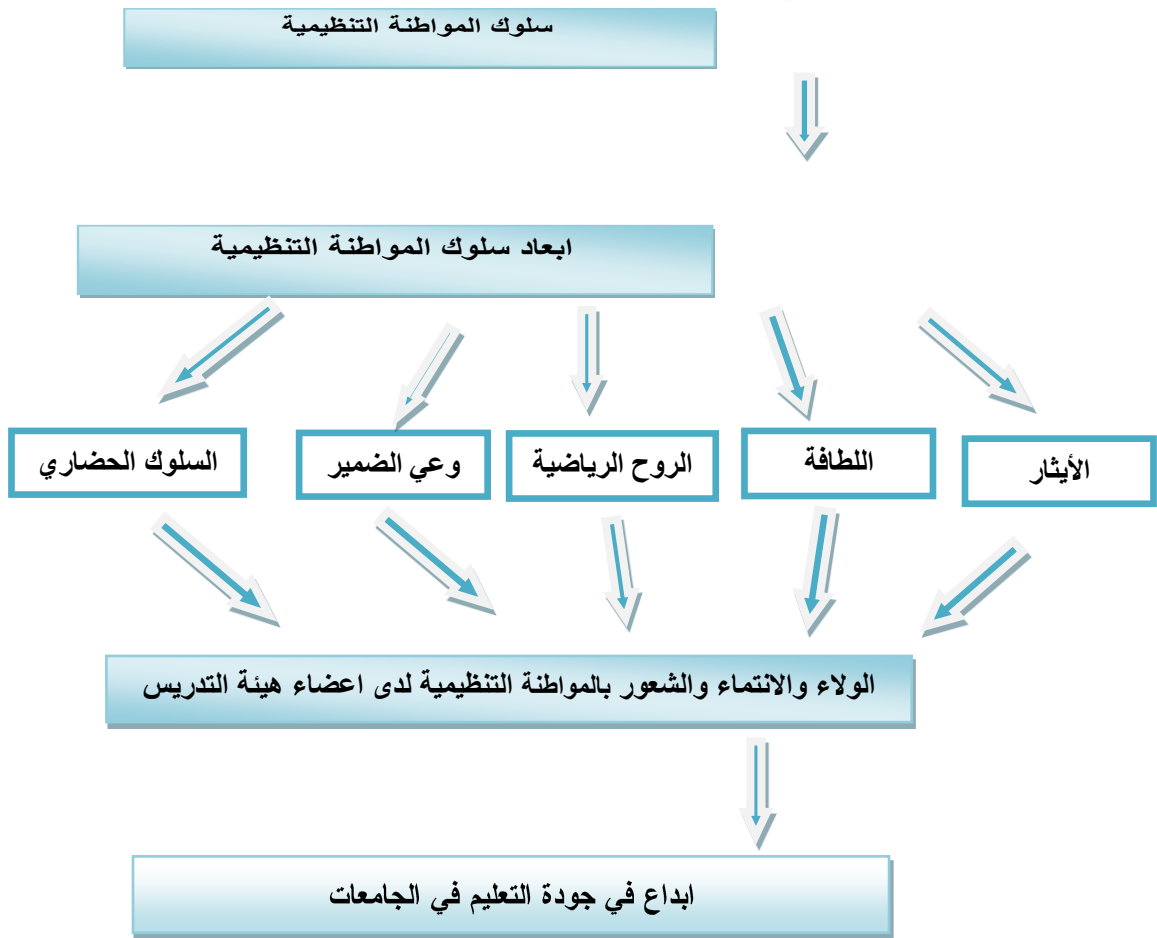 سلوك المواطنة التنظيمية
ابعاد سلوك المواطنة التنظيمية
الأيثار
اللطافة
الروح الرياضية
وعي الضمير
السلوك الحضاري
الولاء والانتماء والشعور بالمواطنة التنظيمية لدى اعضاء هيئة التدريس
ابداع في جودة التعليم في الجامعات